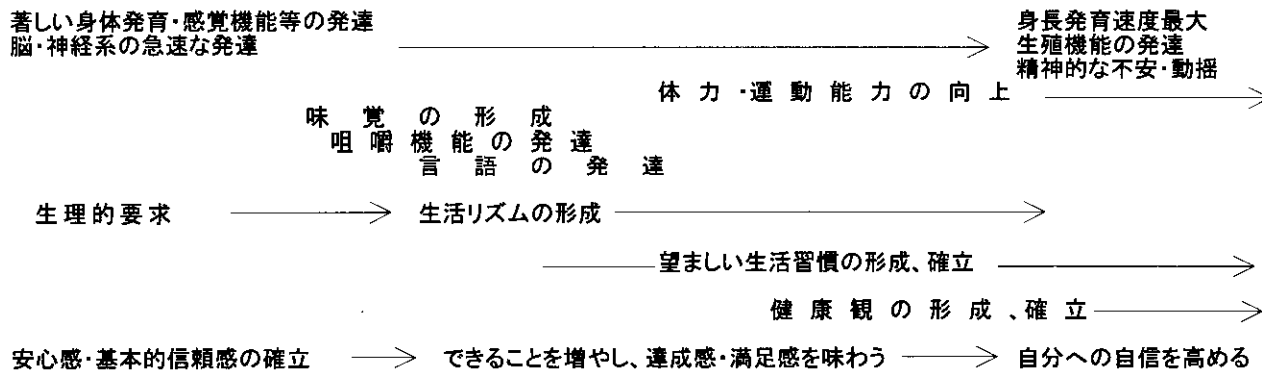 著しい身体発育・感覚機能等の発達
脳・神経系の急速な発達
身長発育速度最大
生殖機能の発達
精神的な不安・動揺
体力・運動能力の向上
味覚の形成
咀嚼機能の発達
言語の発達
生理的要求
生活リズムの形成
望ましい生活習慣の形成、確立
健康観の形成、確立
安心感・基本的信頼感の確立
できることを増やし、達成感・満足感を味わう
自分への自信を高める